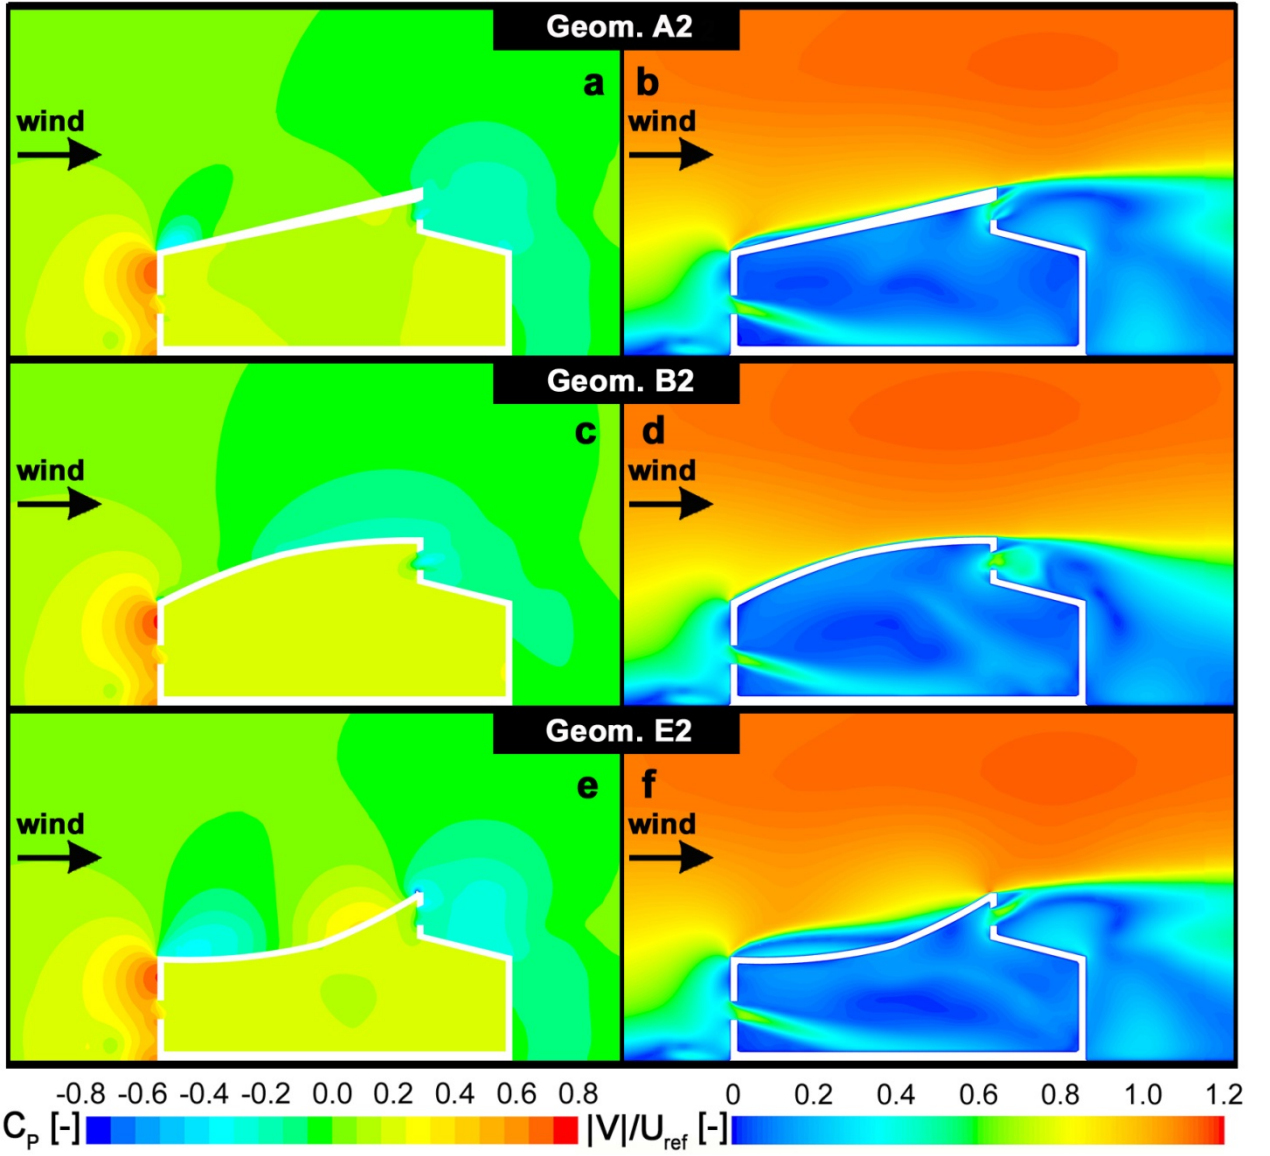 Geom. A2
a b
wind wind
Geom. B2
c d
wind wind
Geom. E2
e f
wind wind
-0.8 -0.6 -0.4 -0.2 0.0 0.2 0.4 0.6 0.8 0 0.2 0.4 0.6 0.8 1.0 1.2
CP [-] |V|/Uref [-]